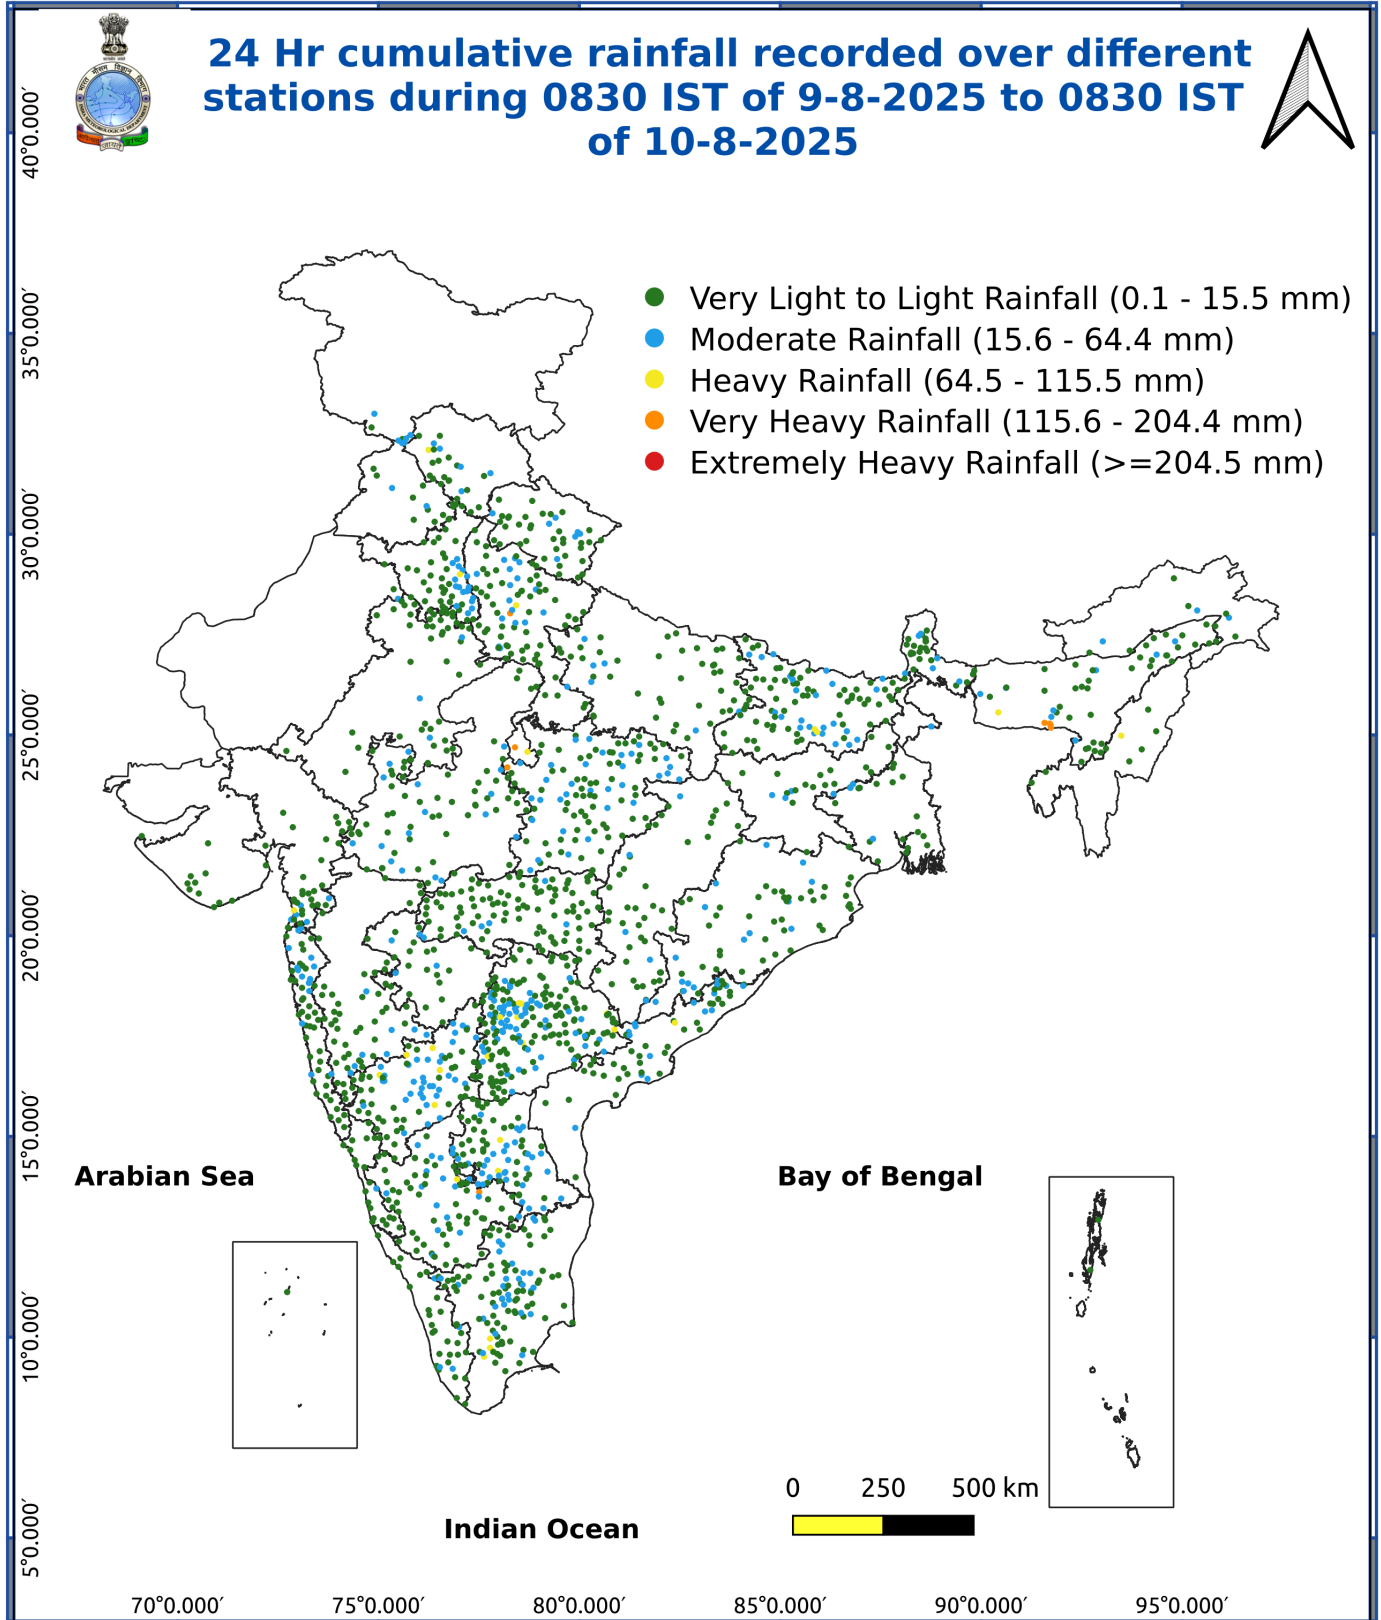 24 Hr cumulative rainfall recorded over different
stations during 0830 IST of 9-8-2025 to 0830 IST
of 10-8-2025
Very Light to Light Rainfall (0.1 - 15.5 mm)
Moderate Rainfall (15.6 - 64.4 mm)
Heavy Rainfall (64.5 - 115.5 mm)
Very Heavy Rainfall (115.6 - 204.4 mm)
Extremely Heavy Rainfall (>=204.5 mm)
40°0.000′
35°0.000′
30°0.000′
25°0.000′
20°0.000′
15°0.000′
10°0.000′
5°0.000′
Arabian Sea
Bay of Bengal
Indian Ocean
0 250 500 km
70°0.000′ 75°0.000′ 80°0.000′ 85°0.000′ 90°0.000′ 95°0.000′